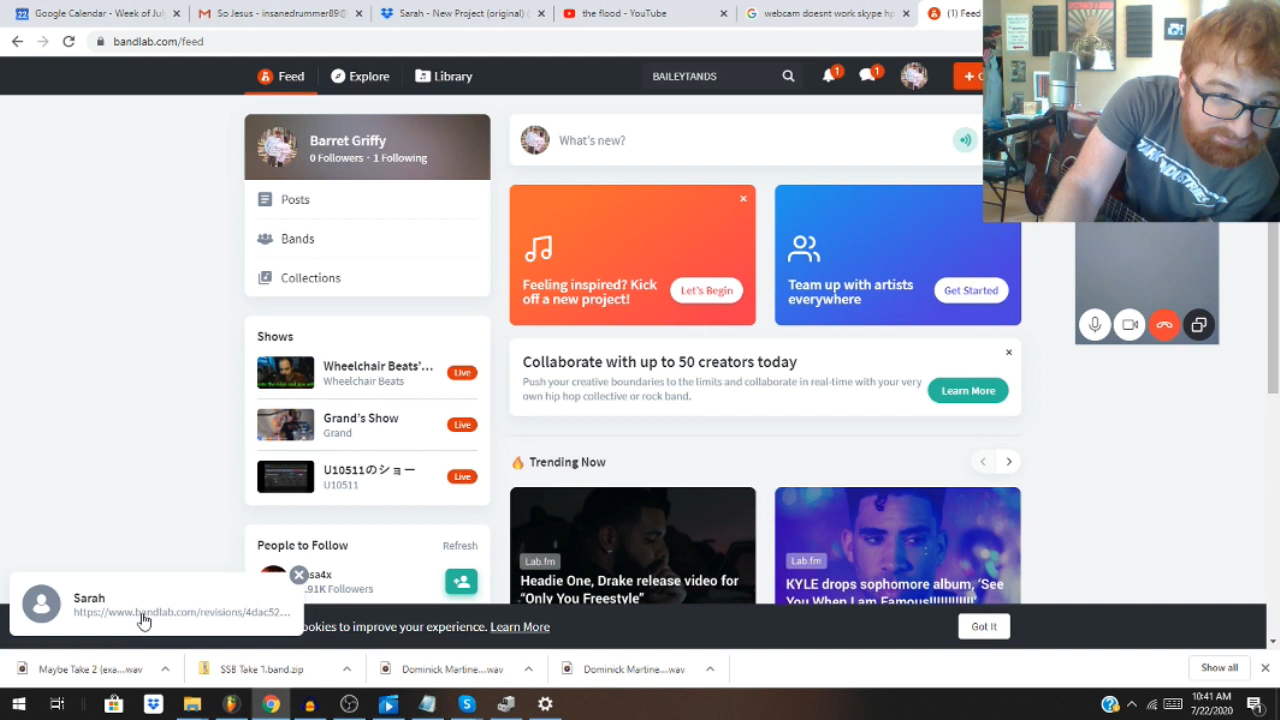 Google Calendar - Week of Jul
So Jesus - insanedrummer89@
Sarah - New Project (original)
the flood - YouTube
webcam doesnt work skype hp
(1) Feed
bandlab.com/feed
Feed
Explore
Library
BAILEYTANDS
1
1
Barret Griffy
0 Followers · 1 Following
Posts
Bands
Collections
What's new?
Feeling inspired? Kick
off a new project!
Let's Begin
Team up with artists
everywhere
Get Started
Collaborate with up to 50 creators today
Push your creative boundaries to the limits and collaborate in real-time with your very
own hip hop collective or rock band.
Learn More
Shows
Wheelchair Beats'...
Wheelchair Beats
Live
Grand's Show
Grand
Live
U10511のショー
U10511
Live
Trending Now
People to Follow
Refresh
sa4x
.91K Followers
Lab.fm
Headie One, Drake release video for
"Only You Freestyle"
Lab.fm
KYLE drops sophomore album, 'See
You When I am Famous!!!!!!!!!!!!'
Sarah
https://www.bandlab.com/revisions/4dac52...
ookies to improve your experience. Learn More
Got It
Maybe Take 2 (exa....wav
SSB Take 1.band.zip
Dominick Martine....wav
Dominick Martine....wav
Show all
10:41 AM
7/22/2020